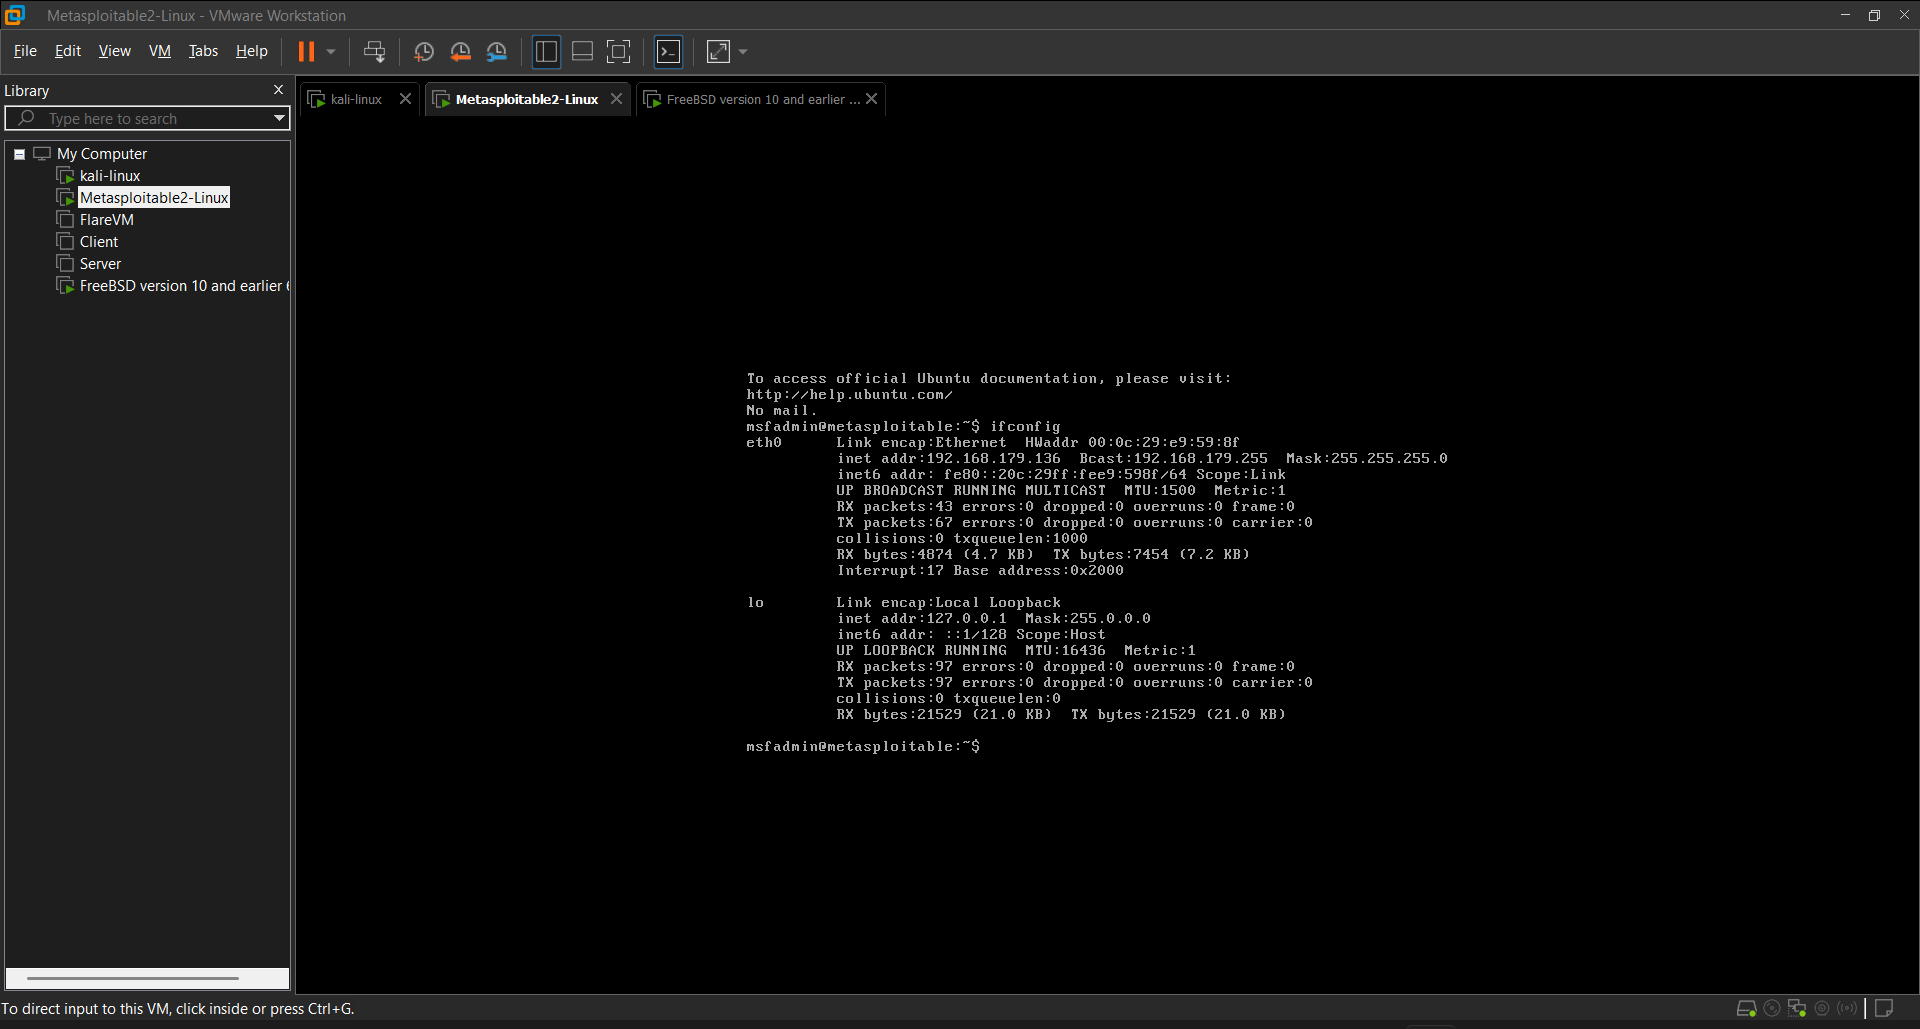 Metasploitable2-Linux - VMware Workstation
File Edit View VM Tabs Help
Library
Type here to search
My Computer
kali-linux
Metasploitable2-Linux
FlareVM
Client
Server
FreeBSD version 10 and earlier 6
kali-linux
Metasploitable2-Linux
FreeBSD version 10 and earlier ...
To access official Ubuntu documentation, please visit:
http://help.ubuntu.com/
No mail.
msfadmin@metasploitable:~$ ifconfig
eth0      Link encap:Ethernet  HWaddr 00:0c:29:e9:59:8f
          inet addr:192.168.179.136  Bcast:192.168.179.255  Mask:255.255.255.0
          inet6 addr: fe80::20c:29ff:fee9:598f/64 Scope:Link
          UP BROADCAST RUNNING MULTICAST  MTU:1500  Metric:1
          RX packets:43 errors:0 dropped:0 overruns:0 frame:0
          TX packets:67 errors:0 dropped:0 overruns:0 carrier:0
          collisions:0 txqueuelen:1000
          RX bytes:4874 (4.7 KB)  TX bytes:7454 (7.2 KB)
          Interrupt:17 Base address:0x2000
lo        Link encap:Local Loopback
          inet addr:127.0.0.1  Mask:255.0.0.0
          inet6 addr: ::1/128 Scope:Host
          UP LOOPBACK RUNNING  MTU:16436  Metric:1
          RX packets:97 errors:0 dropped:0 overruns:0 frame:0
          TX packets:97 errors:0 dropped:0 overruns:0 carrier:0
          collisions:0 txqueuelen:0
          RX bytes:21529 (21.0 KB)  TX bytes:21529 (21.0 KB)
msfadmin@metasploitable:~$
To direct input to this VM, click inside or press Ctrl+G.